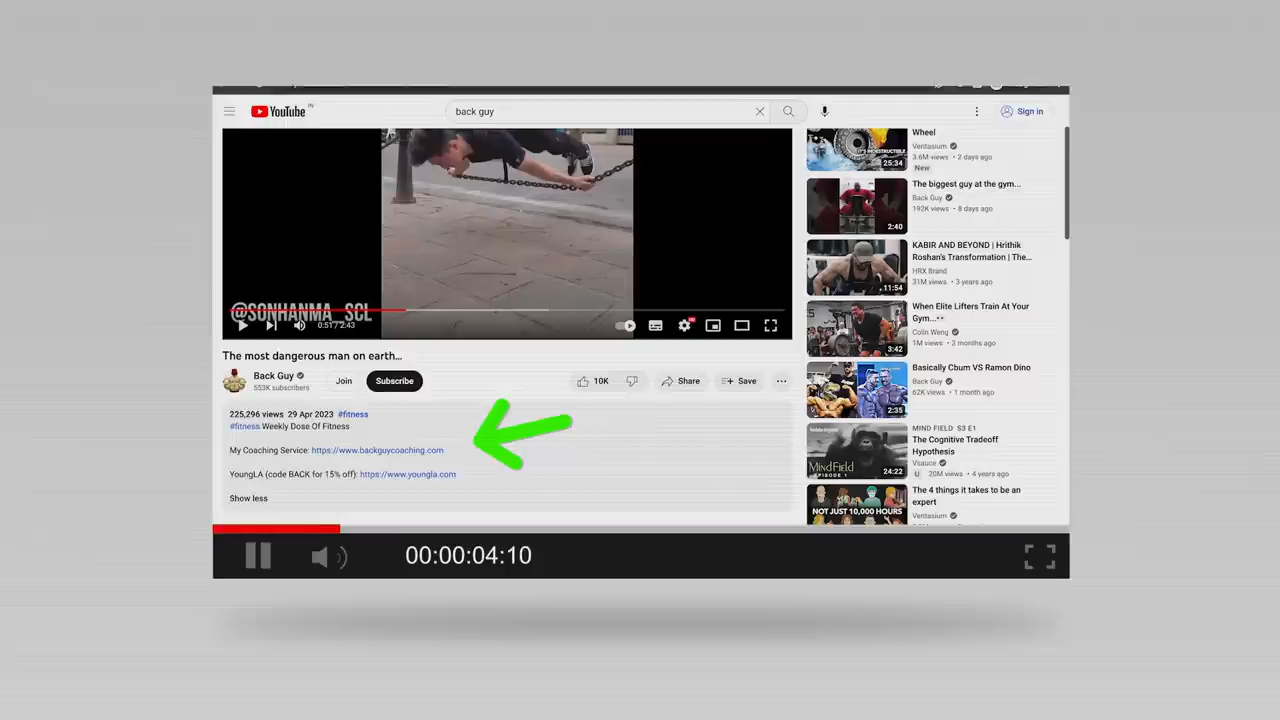 YouTube IN
back guy
Sign in
@SONHANMA_SCL
0:51 / 2:43
HD
The most dangerous man on earth...
Back Guy
553K subscribers
Join
Subscribe
10K
Share
Save
225,296 views 29 Apr 2023 #fitness
#fitness Weekly Dose Of Fitness
My Coaching Service: https://www.backguycoaching.com
YoungLA (code BACK for 15% off): https://www.youngla.com
Show less
IT'S INDESTRUCTIBLE
25:34
Wheel
Veritasium
3.6M views • 2 days ago
New
2:40
The biggest guy at the gym...
Back Guy
192K views • 8 days ago
11:54
KABIR AND BEYOND | Hrithik
Roshan's Transformation | The...
HRX Brand
31M views • 3 years ago
3:42
When Elite Lifters Train At Your
Gym...👀
Colin Weng
1M views • 2 months ago
2:35
Basically Cbum VS Ramon Dino
Back Guy
62K views • 1 month ago
MIND FIELD
EPISODE 1
24:22
MIND FIELD S3 E1
The Cognitive Tradeoff
Hypothesis
Vsauce
U 20M views • 4 years ago
NOT JUST 10,000 HOURS
The 4 things it takes to be an
expert
Veritasium
00:00:04:10